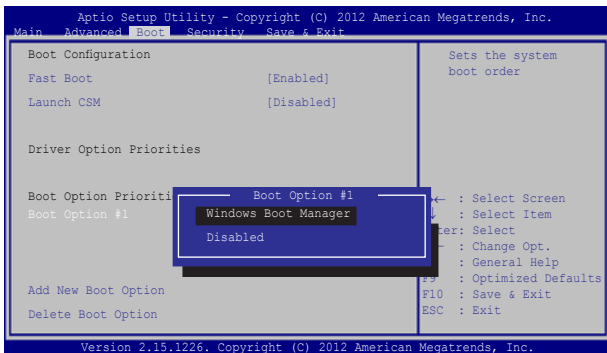 Aptio Setup Utility - Copyright (C) 2012 American Megatrends, Inc.
Main Advanced Boot Security Save & Exit
Boot Configuration
Fast Boot [Enabled]
Launch CSM [Disabled]
Driver Option Priorities
Boot Option Prioriti
Boot Option #1
Boot Option #1
Windows Boot Manager
Disabled
Add New Boot Option
Delete Boot Option
Sets the system
boot order
→← : Select Screen
: Select Item
er: Select
— : Change Opt.
: General Help
F9 : Optimized Defaults
F10 : Save & Exit
ESC : Exit
Version 2.15.1226. Copyright (C) 2012 American Megatrends, Inc.